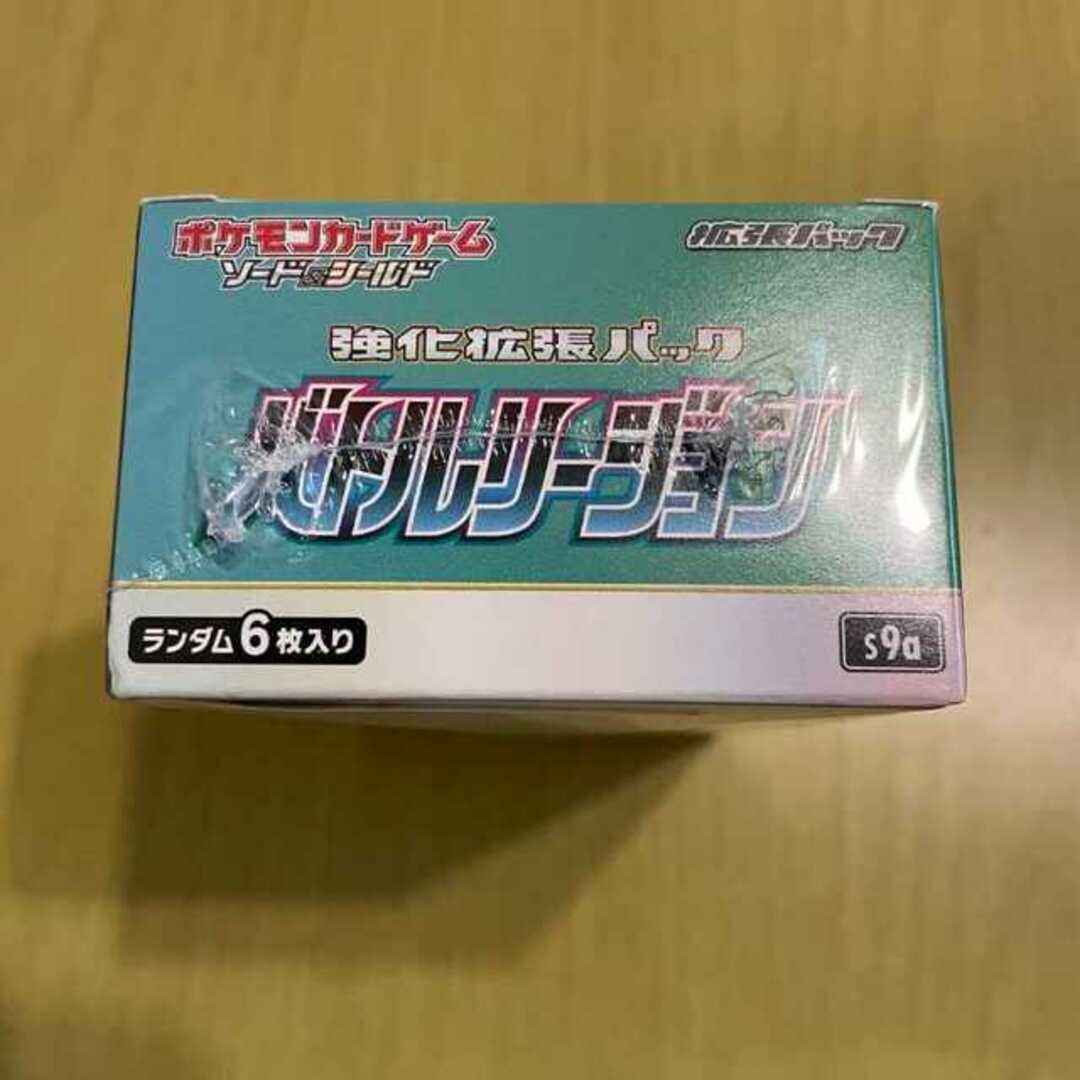 ポケモンカードゲーム
ソード&シールド
拡張パック
強化拡張パック
バトルリージョン
ランダム6枚入り
s9a